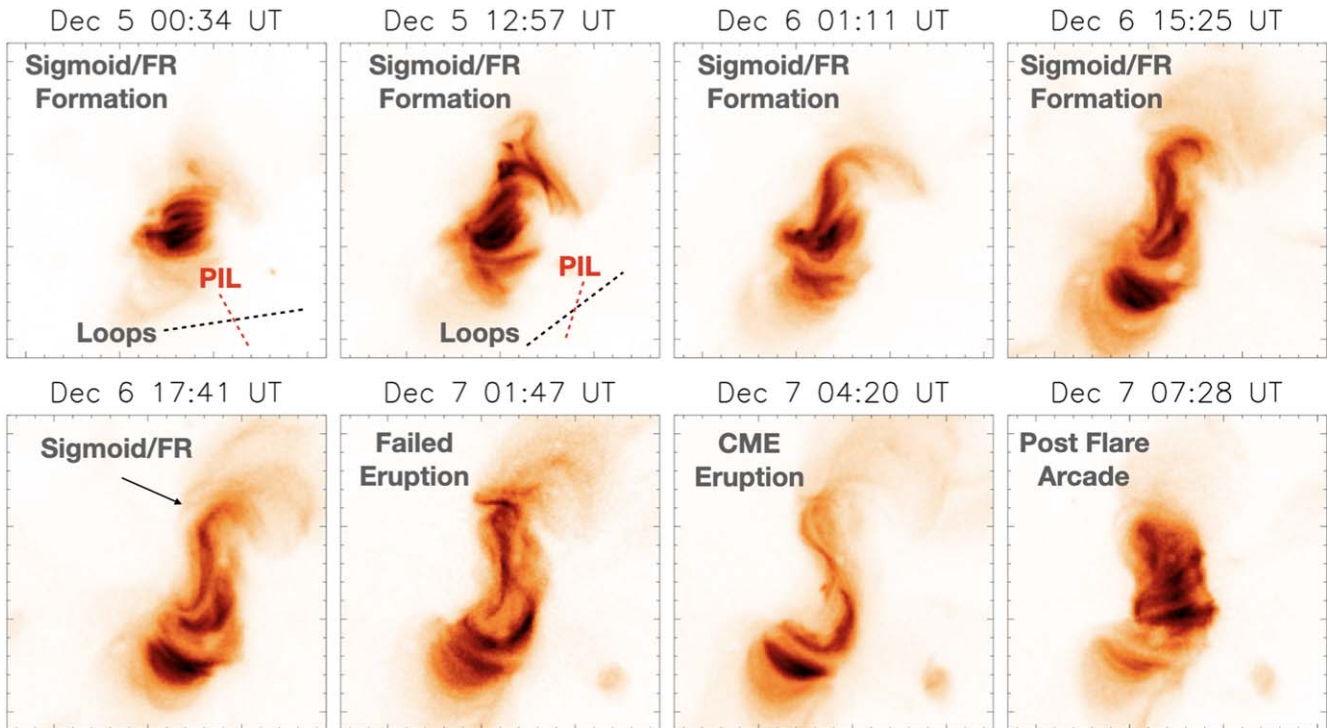 Dec 5 00:34 UT
Dec 5 12:57 UT
Dec 6 01:11 UT
Dec 6 15:25 UT
Sigmoid/FR
Formation
Sigmoid/FR
Formation
Sigmoid/FR
Formation
Sigmoid/FR
Formation
PIL
Loops
PIL
Loops
Dec 6 17:41 UT
Dec 7 01:47 UT
Dec 7 04:20 UT
Dec 7 07:28 UT
Sigmoid/FR
Failed
Eruption
CME
Eruption
Post Flare
Arcade